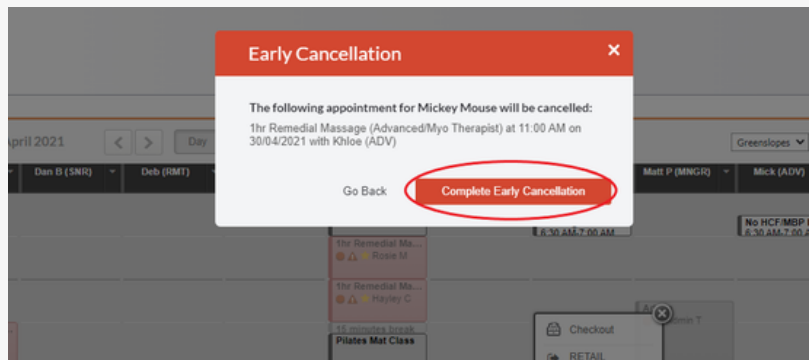 Early Cancellation
×
The following appointment for Mickey Mouse will be cancelled:
1hr Remedial Massage (Advanced/Myo Therapist) at 11:00 AM on
30/04/2021 with Khloe (ADV)
Go Back
Complete Early Cancellation
April 2021
<
>
Day
Greenslopes
Dan B (SNR)
Deb (RMT)
Matt P (MNGR)
Mick (ADV)
No HCF/MBP
6:30 AM-7:00 AM
6:30 AM-7:00
1hr Remedial Ma...
Rosie M
1hr Remedial Ma...
Hayley C
15 minutes break
Pilates Mat Class
Checkout
RETAIL